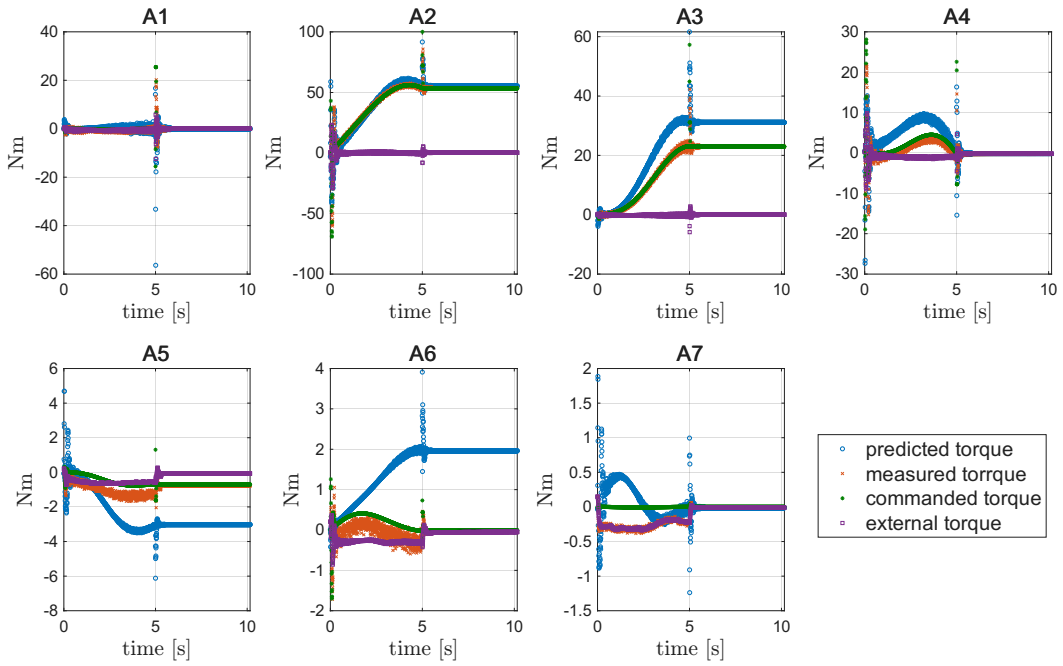 A1
40
20
0
-20
-40
-60
Nm
0
5
10
time [s]
A2
100
50
0
-50
-100
Nm
0
5
10
time [s]
A3
60
40
20
0
-20
Nm
0
5
10
time [s]
A4
30
20
10
0
-10
-20
-30
Nm
0
5
10
time [s]
A5
6
4
2
0
-2
-4
-6
-8
Nm
0
5
10
time [s]
A6
4
3
2
1
0
-1
-2
Nm
0
5
10
time [s]
A7
2
1.5
1
0.5
0
-0.5
-1
-1.5
Nm
0
5
10
time [s]
predicted torque
measured torrque
commanded torque
external torque